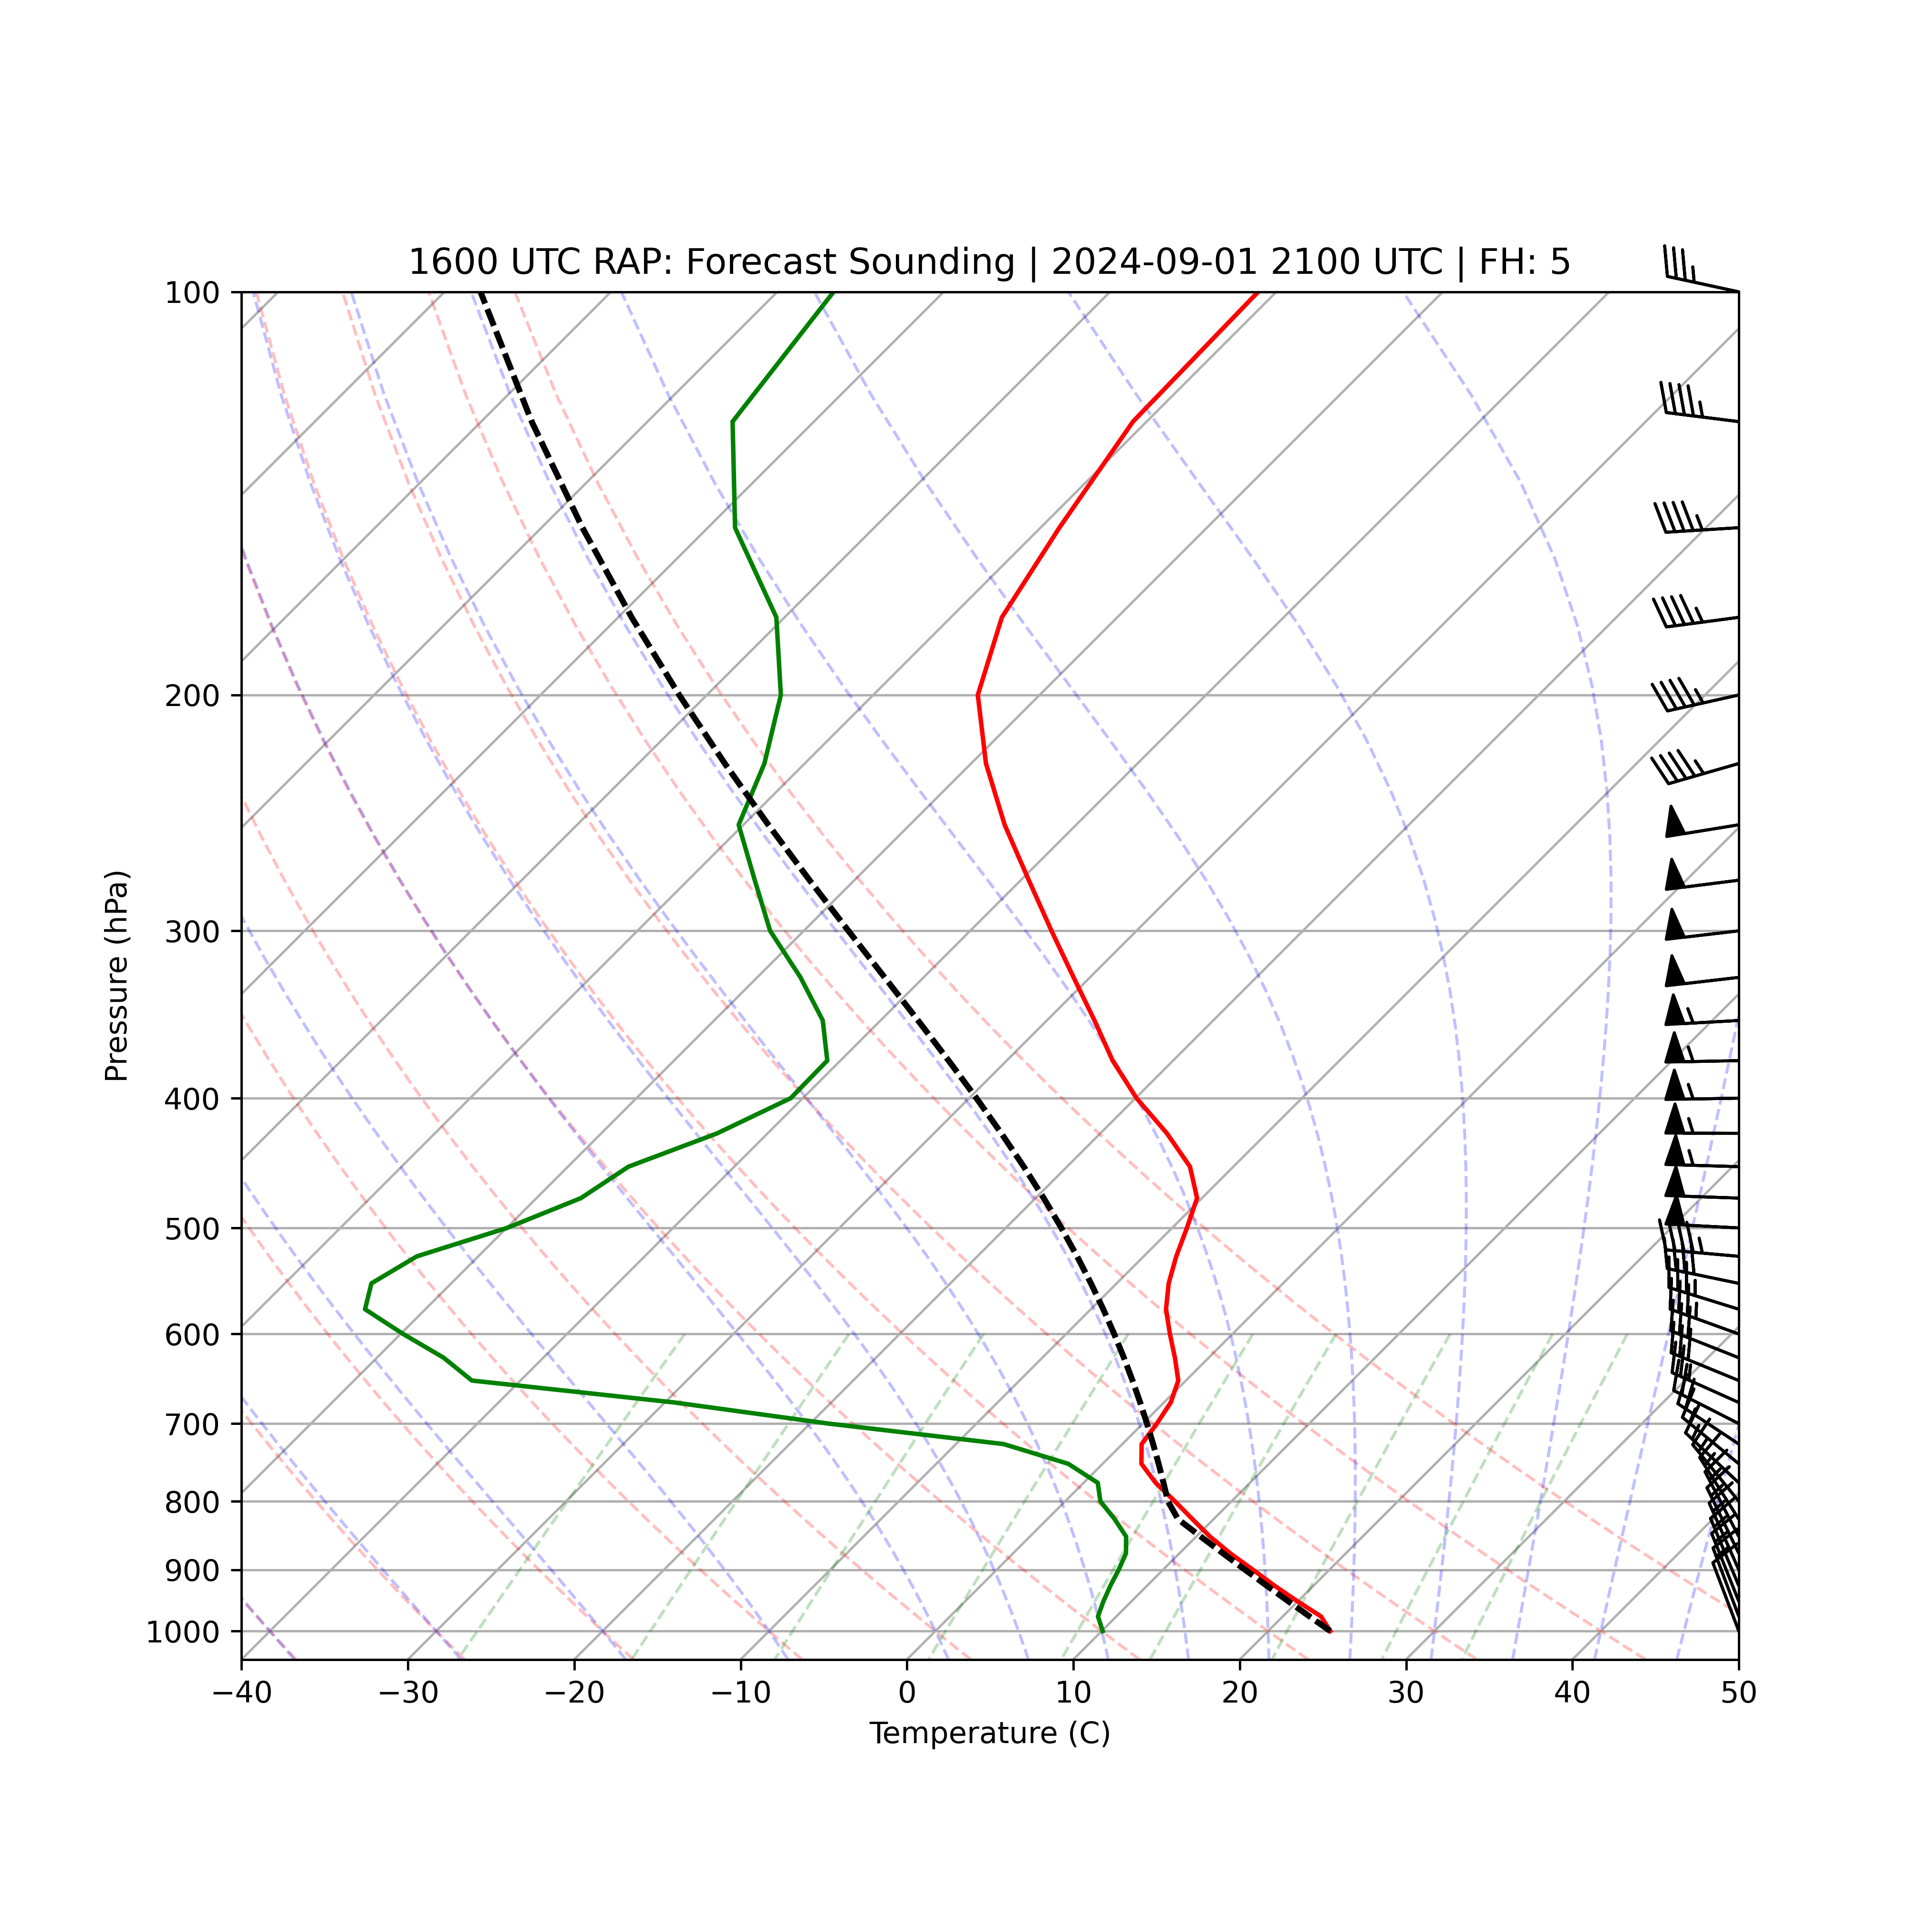 1600 UTC RAP: Forecast Sounding | 2024-09-01 2100 UTC | FH: 5
100
200
300
400
500
600
700
800
900
1000
Pressure (hPa)
−40 −30 −20 −10 0 10 20 30 40 50
Temperature (C)